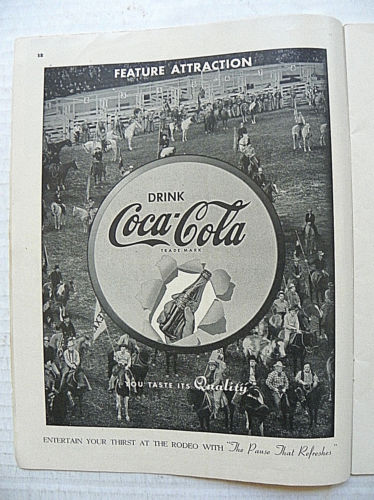 18
FEATURE ATTRACTION
DRINK
Coca-Cola
TRADE-MARK
YOU TASTE ITS Quality
ENTERTAIN YOUR THIRST AT THE RODEO WITH "The Pause That Refreshes"